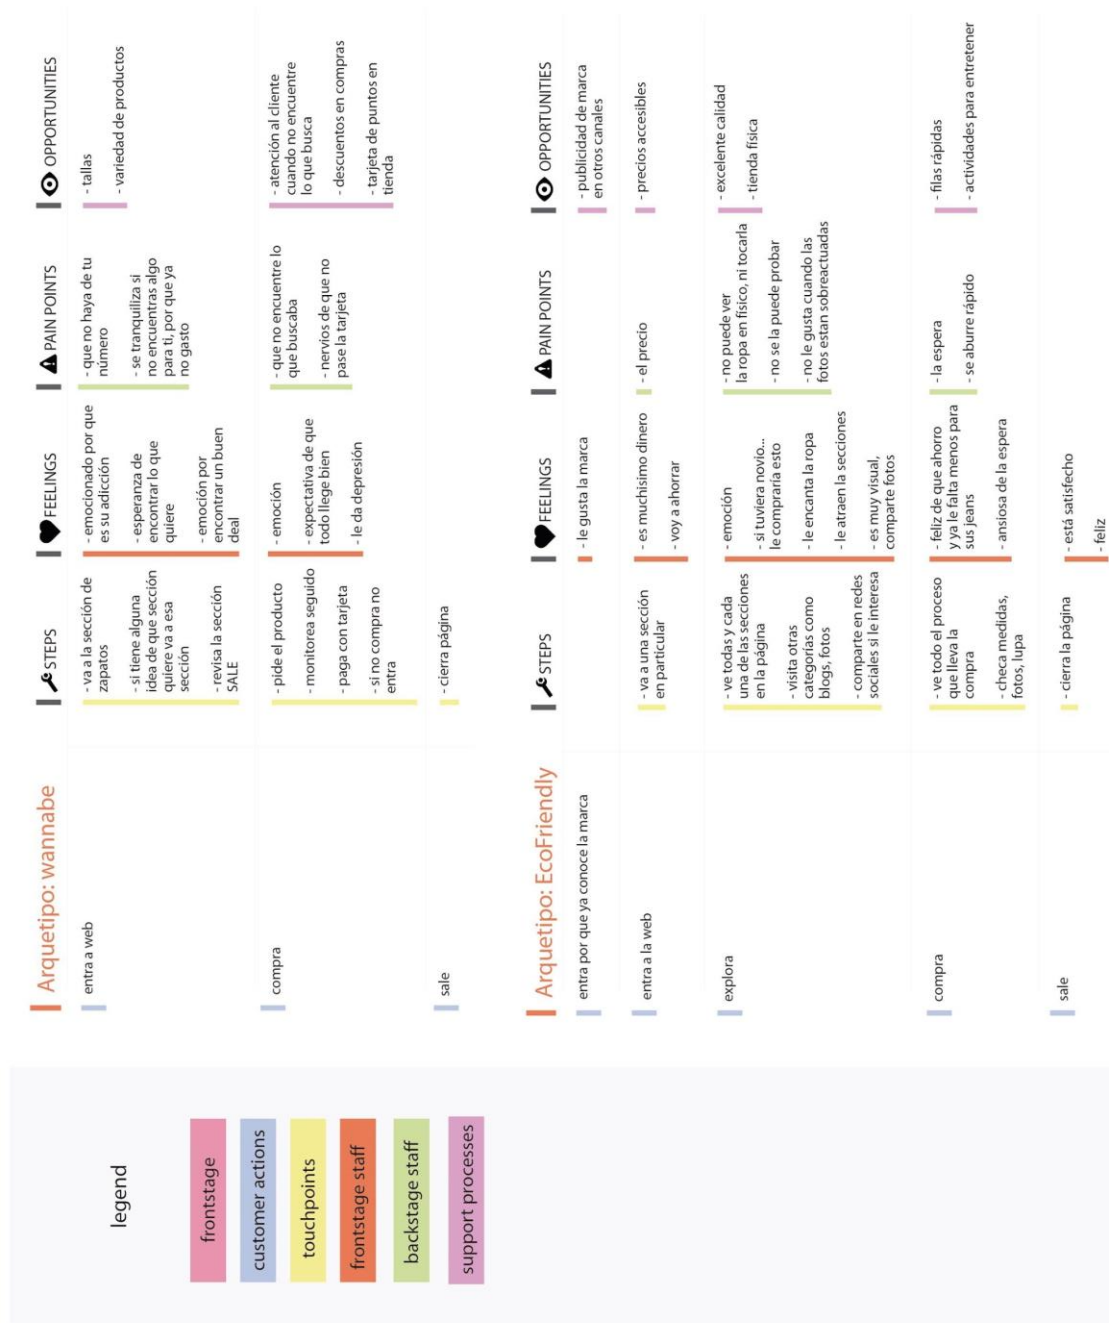 legend
frontstage
customer actions
touchpoints
frontstage staff
backstage staff
support processes
Arquetipo: wannabe
STEPS
FEELINGS
PAIN POINTS
OPPORTUNITIES
entra a web
- va a la sección de
zapatos
- si tiene alguna
idea de que sección
quiere va a esa
sección
- revisa la sección
SALE
- emocionado por que
es su adicción
- esperanza de
encontrar lo que
quiere
- emoción por
encontrar un buen
deal
- que no haya de tu
número
- se tranquiliza si
no encuentras algo
para ti, por que ya
no gasto
- tallas
- variedad de productos
compra
- pide el producto
- monitorea seguido
- paga con tarjeta
- si no compra no
entra
- emoción
- expectativa de que
todo llege bien
- le da depresión
- que no encuentre lo
que buscaba
- nervios de que no
pase la tarjeta
- atención al cliente
cuando no encuentre
lo que busca
- descuentos en compras
- tarjeta de puntos en
tienda
sale
- cierra página
Arquetipo: EcoFriendly
STEPS
FEELINGS
PAIN POINTS
OPPORTUNITIES
entra por que ya conoce la marca
- le gusta la marca
- publicidad de marca
en otros canales
entra a la web
- va a una sección
en particular
- es muchisimo dinero
- voy a ahorrar
- el precio
- precios accesibles
explora
- ve todas y cada
una de las secciones
en la página
- visita otras
categorías como
blogs, fotos
- comparte en redes
sociales si le interesa
- emoción
- si tuviera novio...
le compraría esto
- le encanta la ropa
- le atraen la secciones
- es muy visual,
comparte fotos
- no puede ver
la ropa en físico, ni tocarla
- no se la puede probar
- no le gusta cuando las
fotos estan sobreactuadas
- excelente calidad
- tienda física
compra
- ve todo el proceso
que lleva la
compra
- checa medidas,
fotos, lupa
- feliz de que ahorro
y ya le falta menos para
sus jeans
- ansiosa de la espera
- la espera
- se aburre rápido
- filas rápidas
- actividades para entretener
sale
- cierra la página
- está satisfecho
- feliz